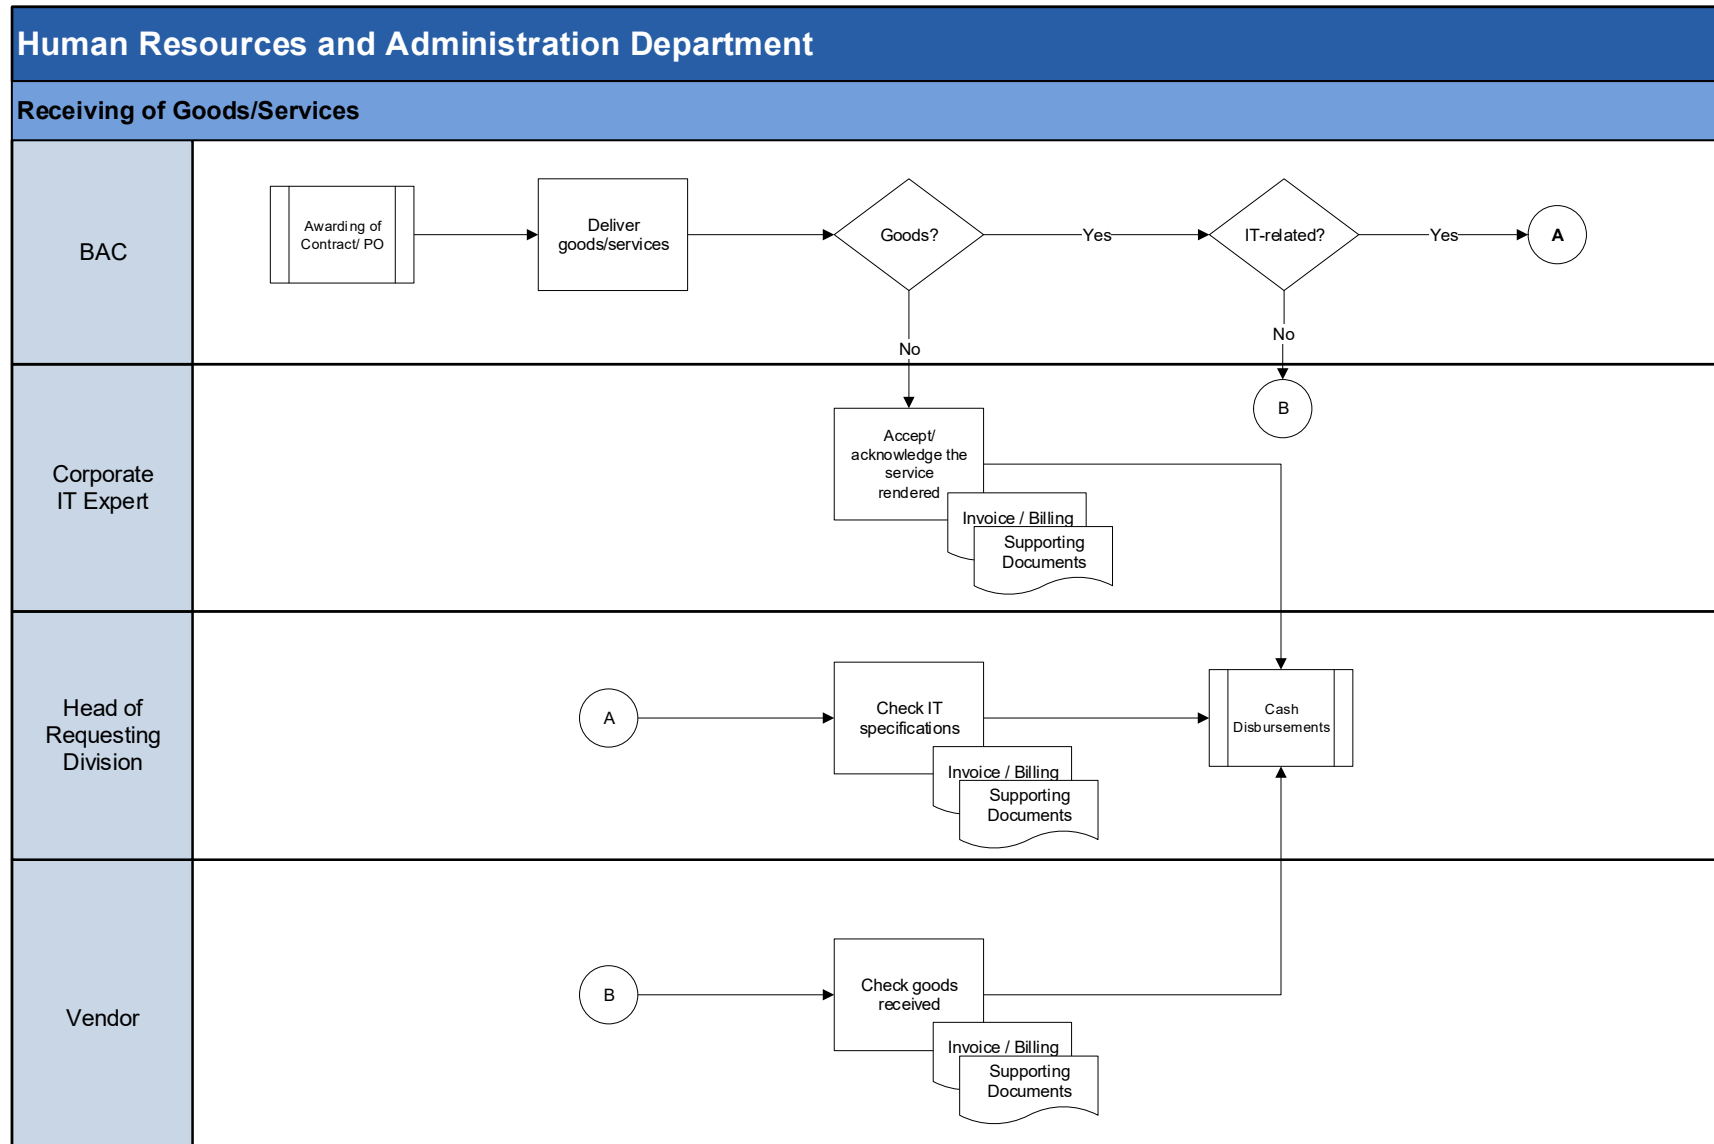 Human Resources and Administration Department
Receiving of Goods/Services
BAC
Awarding of
Contract/ PO
Deliver
goods/services
Goods?
Yes
IT-related?
Yes
A
No
No
Corporate
IT Expert
B
Accept/
acknowledge the
service
rendered
Invoice / Billing
Supporting
Documents
Head of
Requesting
Division
A
Check IT
specifications
Invoice / Billing
Supporting
Documents
Cash
Disbursements
Vendor
B
Check goods
received
Invoice / Billing
Supporting
Documents